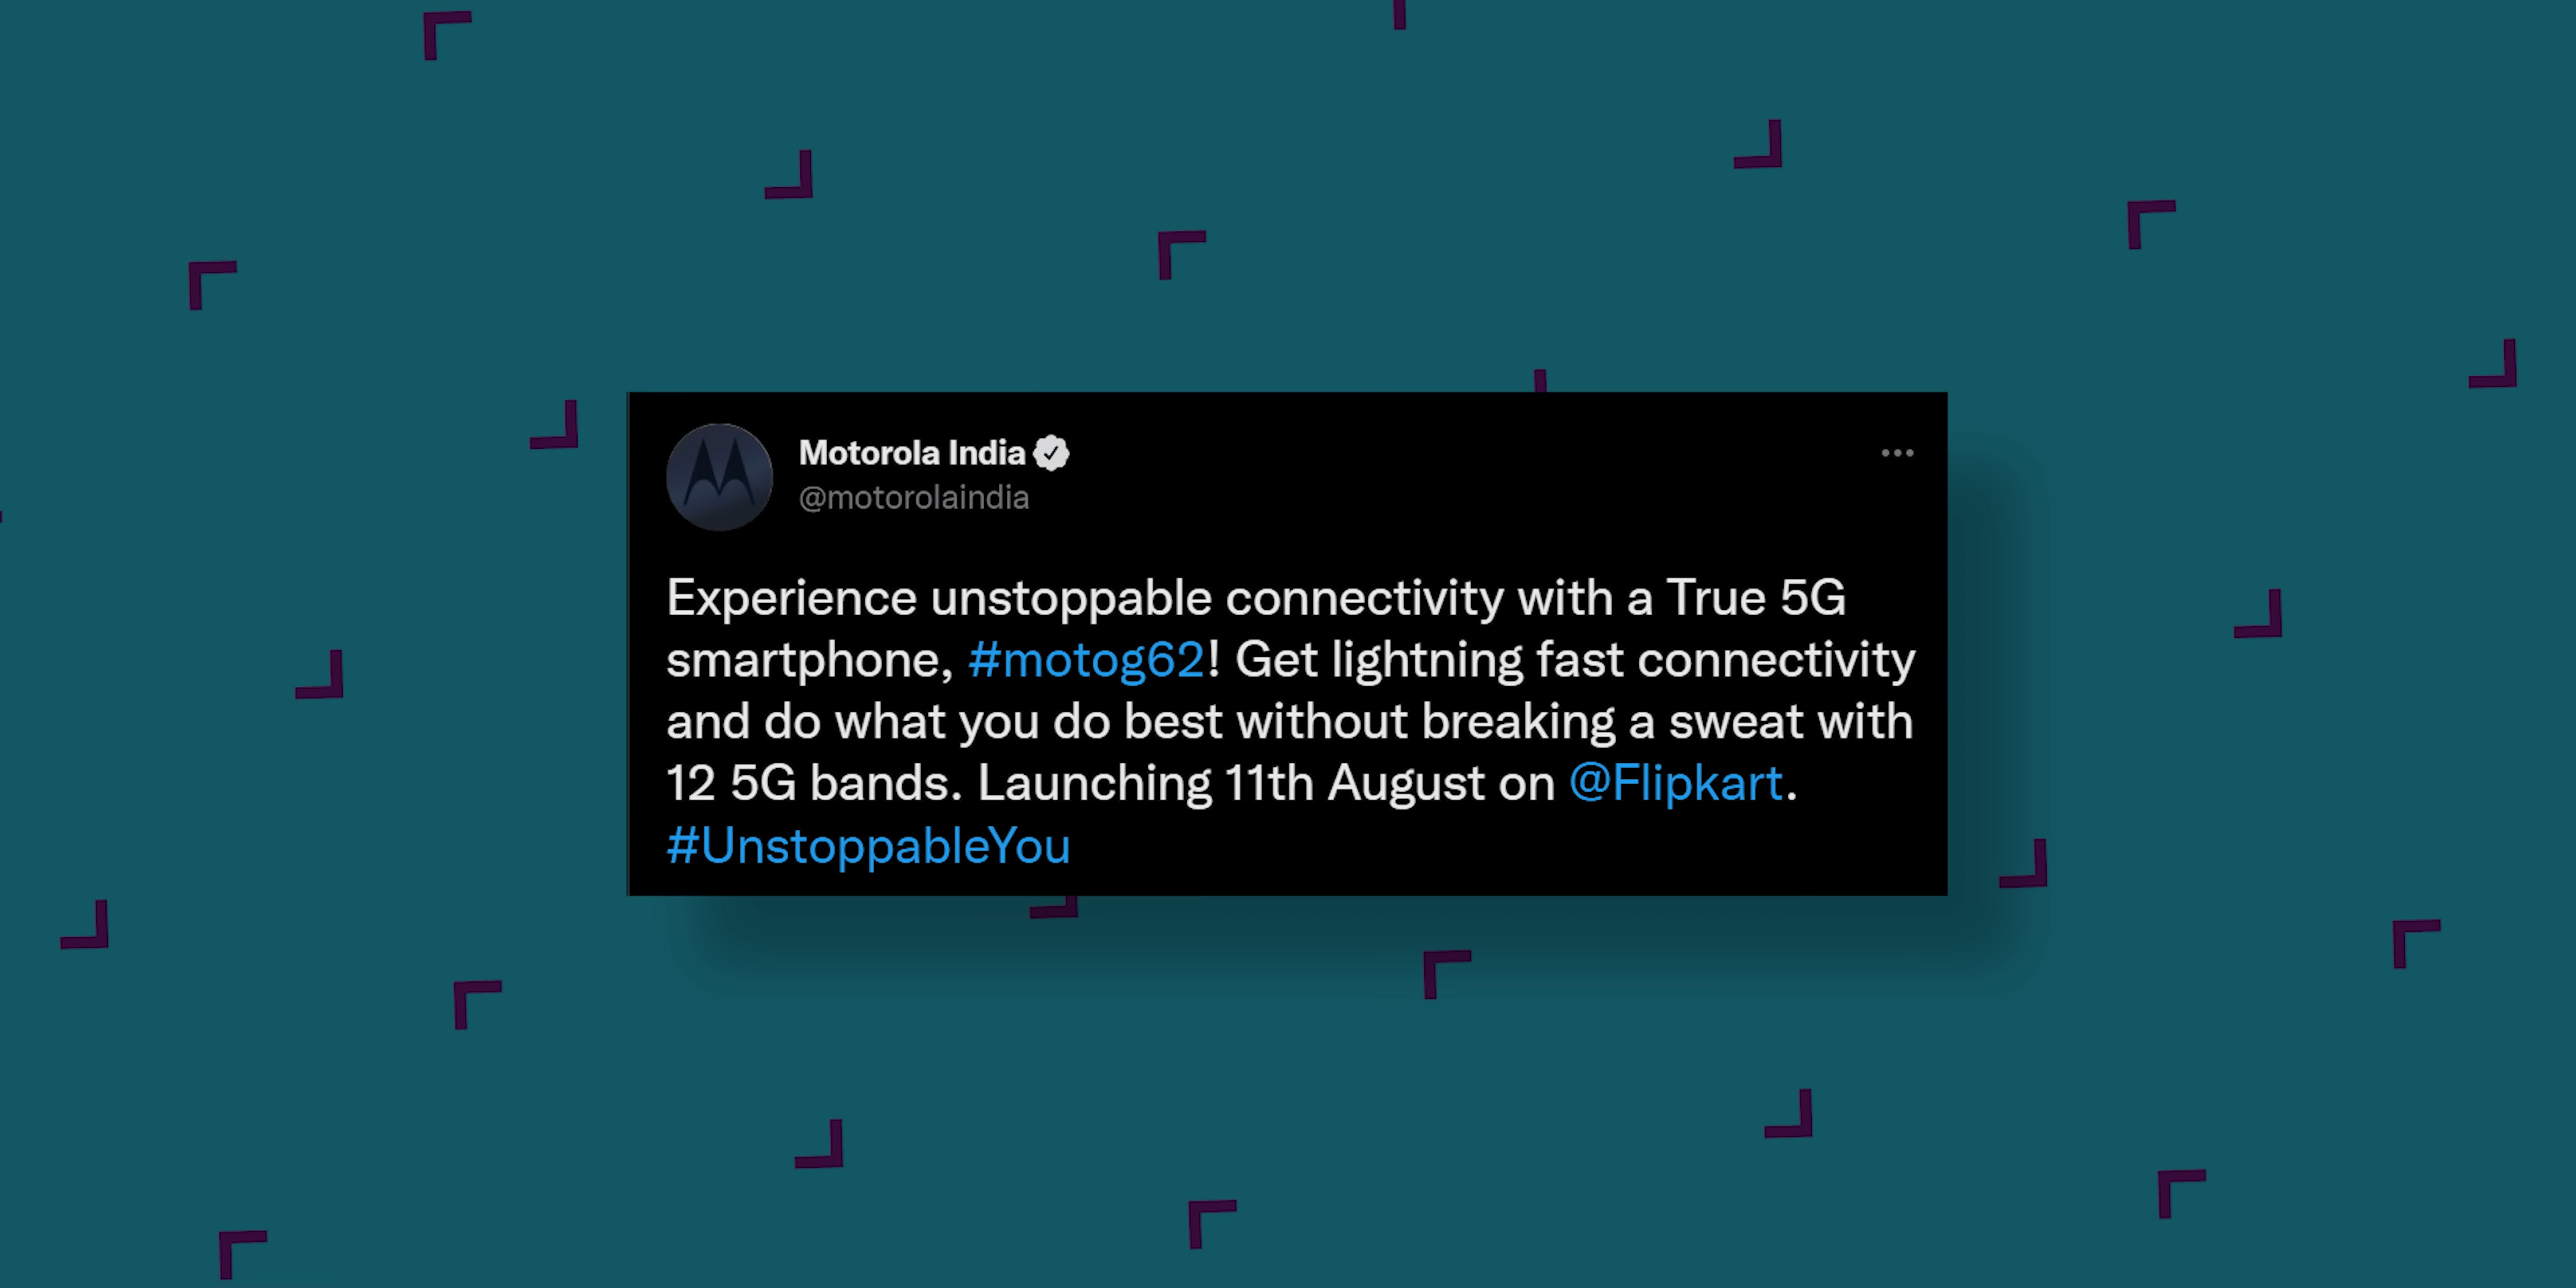 Motorola India
@motorolaindia
Experience unstoppable connectivity with a True 5G
smartphone, #motog62! Get lightning fast connectivity
and do what you do best without breaking a sweat with
12 5G bands. Launching 11th August on @Flipkart.
#UnstoppableYou